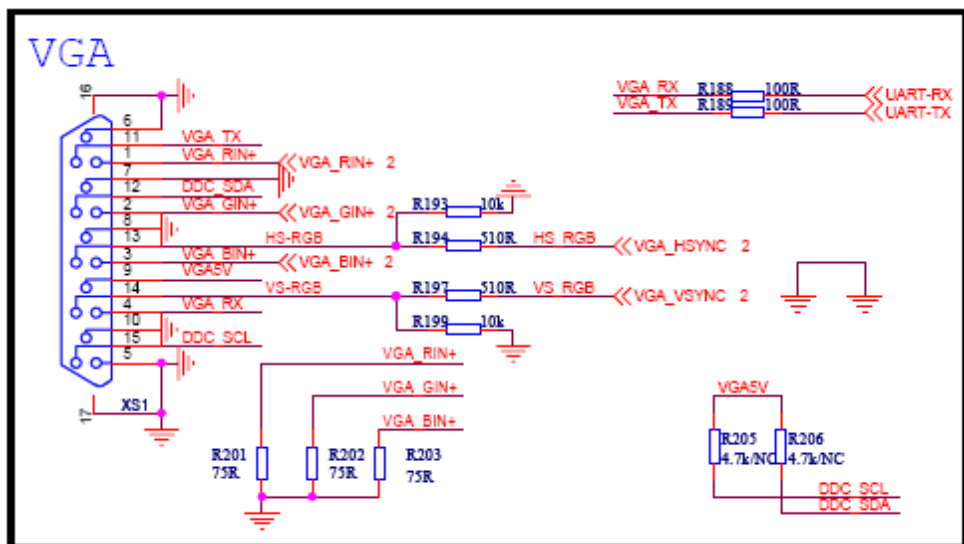 VGA
16
6
11 VGA_TX
1 VGA_RIN+ VGA_RIN+ 2
7
12 DDC_SDA
2 VGA_GIN+ VGA_GIN+ 2
8
13 HS-RGB
3 VGA_BIN+ VGA_BIN+ 2
9 VGA5V
14 VS-RGB
4 VGA_RX
10
15 DDC_SCL
5
17
XS1
VGA_RX R188 100R UART-RX
VGA_TX R189 100R UART-TX
R193 10k
R194 510R HS_RGB VGA_HSYNC 2
R197 510R VS_RGB VGA_VSYNC 2
R199 10k
VGA_RIN+
VGA_GIN+
VGA_BIN+
R201 R202 R203
75R 75R 75R
VGA5V
R205 R206
4.7k/NC 4.7k/NC
DDC_SCL
DDC_SDA